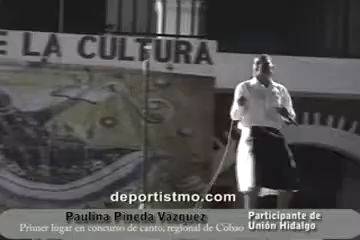 E LA CULTURA
deportistmo.com
Paulina Pineda Vázquez
Primer lugar en concurso de canto, regional de Cobao
Participante de
Unión Hidalgo